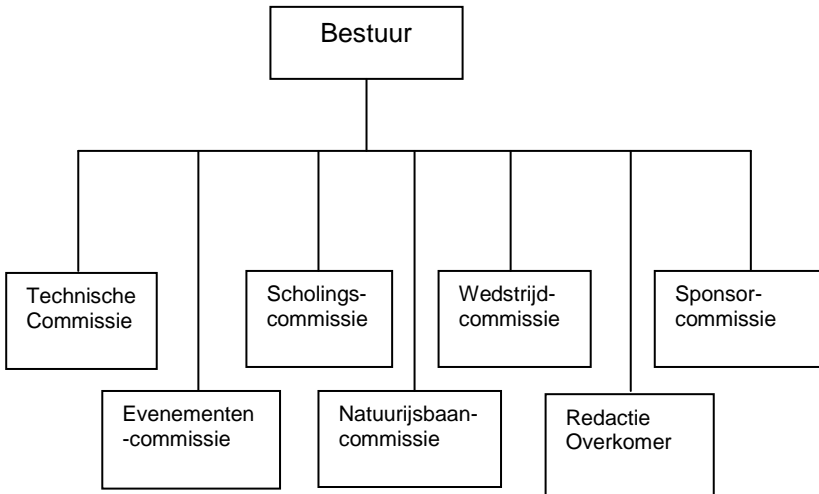 Bestuur
Technische
Commissie
Scholings-
commissie
Wedstrijd-
commissie
Sponsor-
commissie
Evenementen
-commissie
Natuurijsbaan-
commissie
Redactie
Overkomer